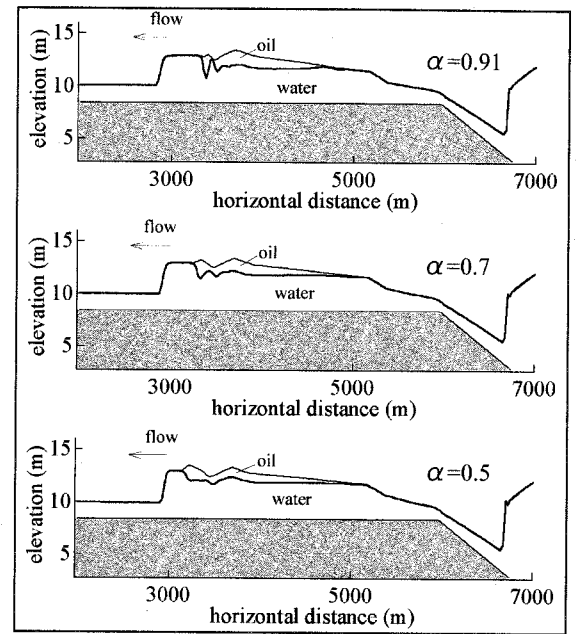 flow
15
oil
α=0.91
10
water
5
elevation (m)
3000 5000 7000
horizontal distance (m)
flow
15
oil
α=0.7
10
water
5
elevation (m)
3000 5000 7000
horizontal distance (m)
flow
15
oil
α=0.5
10
water
5
elevation (m)
3000 5000 7000
horizontal distance (m)